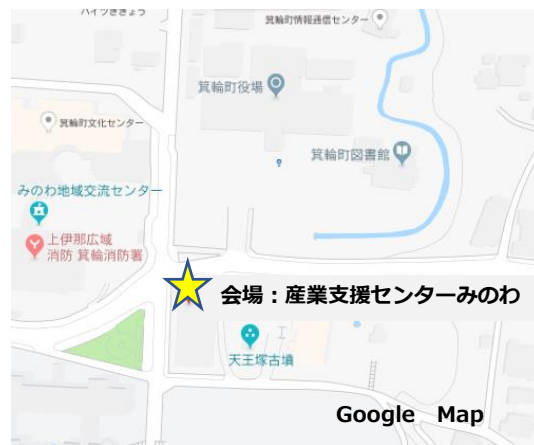 ハイツききょう
箕輪町情報通信センター
箕輪町役場
箕輪町文化センター
箕輪町図書館
みのわ地域交流センター
上伊那広域
消防 箕輪消防署
会場：産業支援センターみのわ
天王塚古墳
Google Map